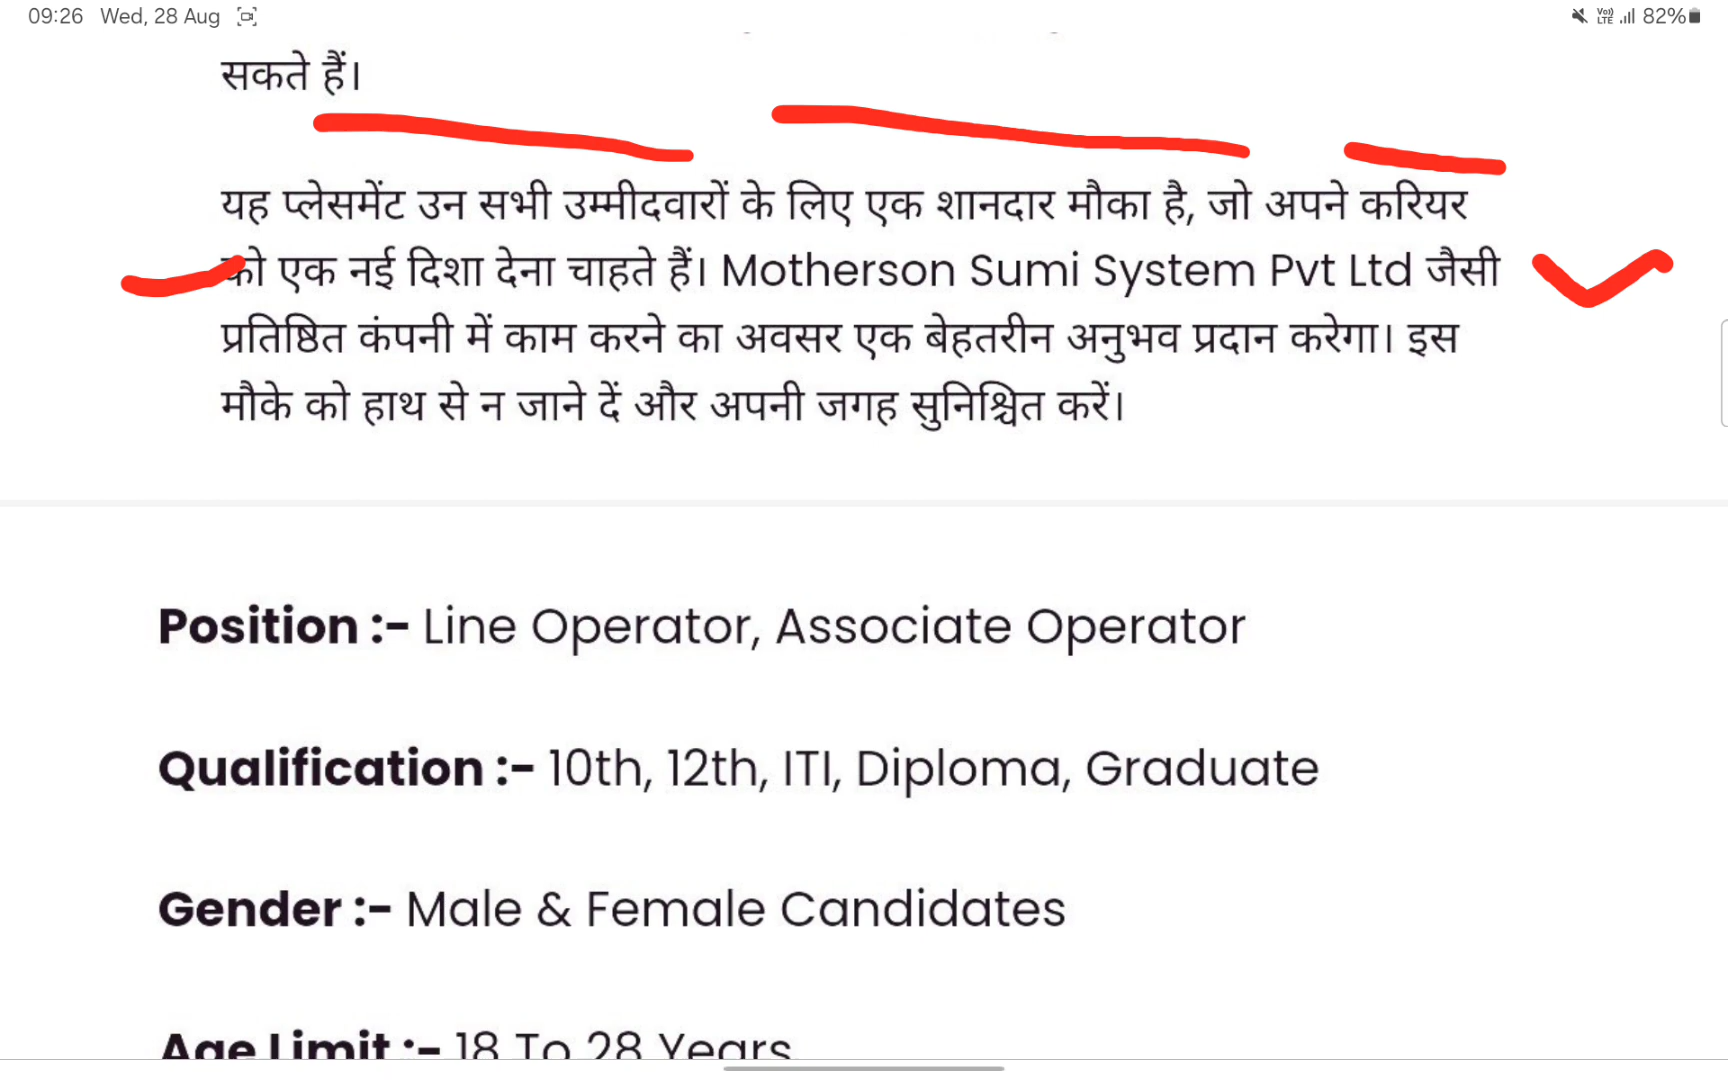 09:26 Wed, 28 Aug
Vo) LTE 82%
सकते हैं।
यह प्लेसमेंट उन सभी उम्मीदवारों के लिए एक शानदार मौका है, जो अपने करियर
को एक नई दिशा देना चाहते हैं। Motherson Sumi System Pvt Ltd जैसी
प्रतिष्ठित कंपनी में काम करने का अवसर एक बेहतरीन अनुभव प्रदान करेगा। इस
मौके को हाथ से न जाने दें और अपनी जगह सुनिश्चित करें।
Position :- Line Operator, Associate Operator
Qualification :- 10th, 12th, ITI, Diploma, Graduate
Gender :- Male & Female Candidates
Age Limit :- 18 To 28 Years